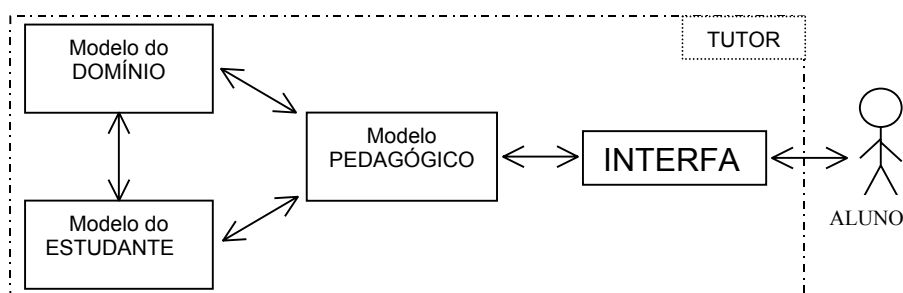 TUTOR
Modelo do
DOMÍNIO
Modelo
PEDAGÓGICO
INTERFA
Modelo do
ESTUDANTE
ALUNO